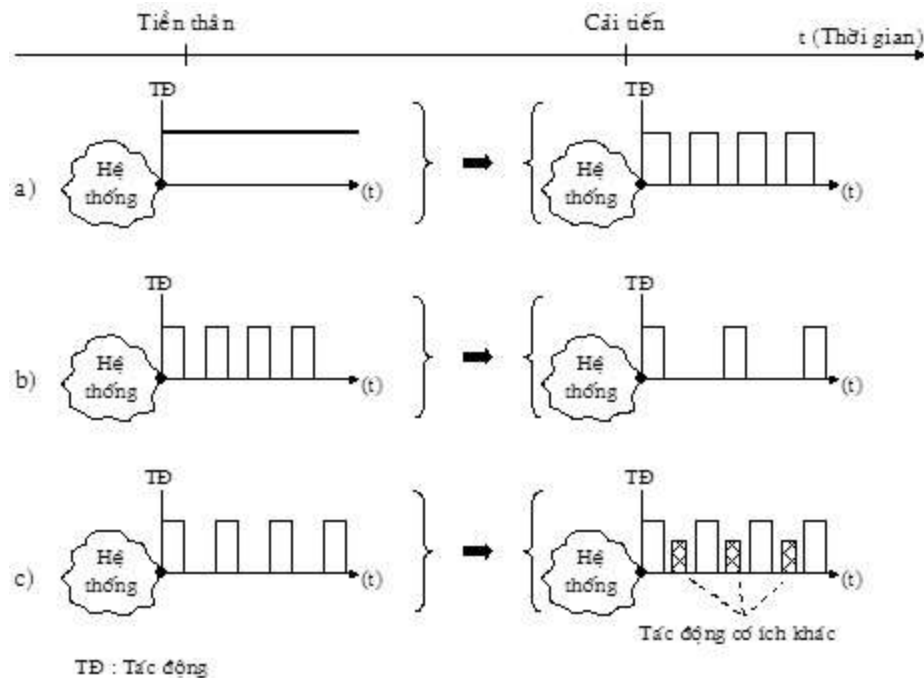 Tiền thân
Cải tiến
t (Thời gian)
TĐ
TĐ
a)
Hệ
thống
(t)
Hệ
thống
(t)
TĐ
TĐ
b)
Hệ
thống
(t)
Hệ
thống
(t)
TĐ
TĐ
c)
Hệ
thống
(t)
Hệ
thống
(t)
Tác động có ích khác
TĐ : Tác động